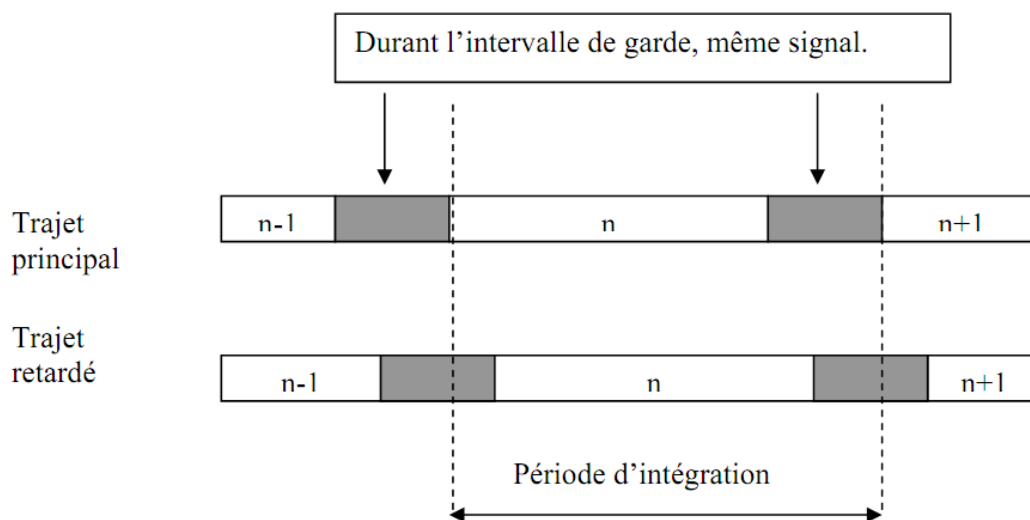 Durant l’intervalle de garde, même signal.
Trajet
principal
n-1
n
n+1
Trajet
retardé
n-1
n
n+1
Période d’intégration